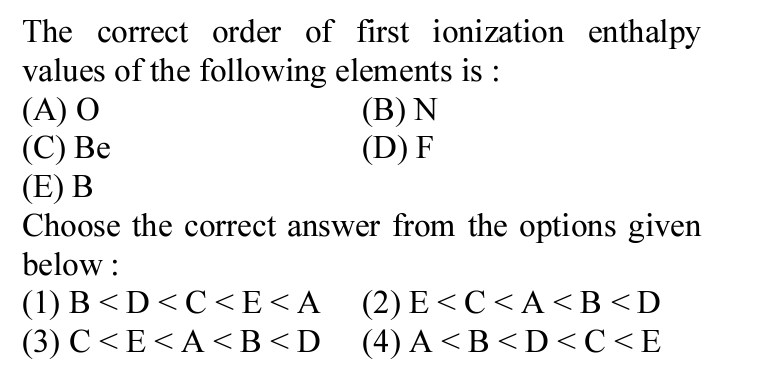 The correct order of first ionization enthalpy
values of the following elements is :
(A) O (B) N
(C) Be (D) F
(E) B
Choose the correct answer from the options given
below :
(1) B < D < C < E < A (2) E < C < A < B < D
(3) C < E < A < B < D (4) A < B < D < C < E